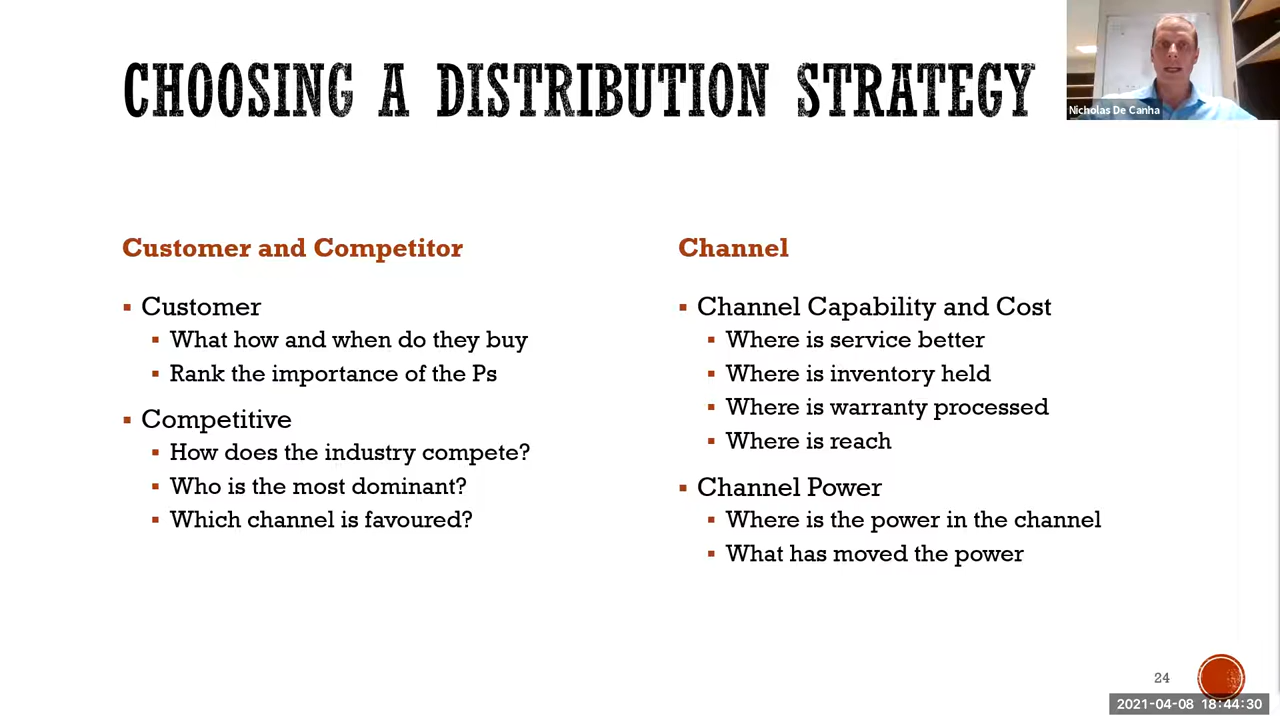 CHOOSING A DISTRIBUTION STRATEGY
Nicholas De Canha
Customer and Competitor
Customer
What how and when do they buy
Rank the importance of the Ps
Competitive
How does the industry compete?
Who is the most dominant?
Which channel is favoured?
Channel
Channel Capability and Cost
Where is service better
Where is inventory held
Where is warranty processed
Where is reach
Channel Power
Where is the power in the channel
What has moved the power
24
2021-04-08 18:44:30